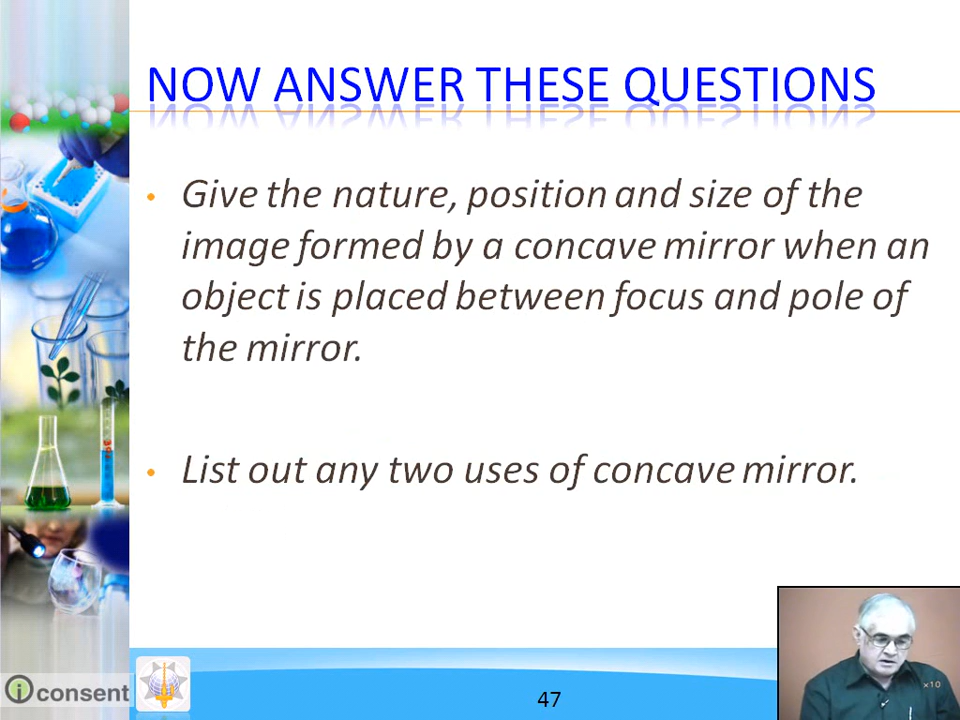 NOW ANSWER THESE QUESTIONS
• Give the nature, position and size of the
image formed by a concave mirror when an
object is placed between focus and pole of
the mirror.
• List out any two uses of concave mirror.
×10
i consent
47